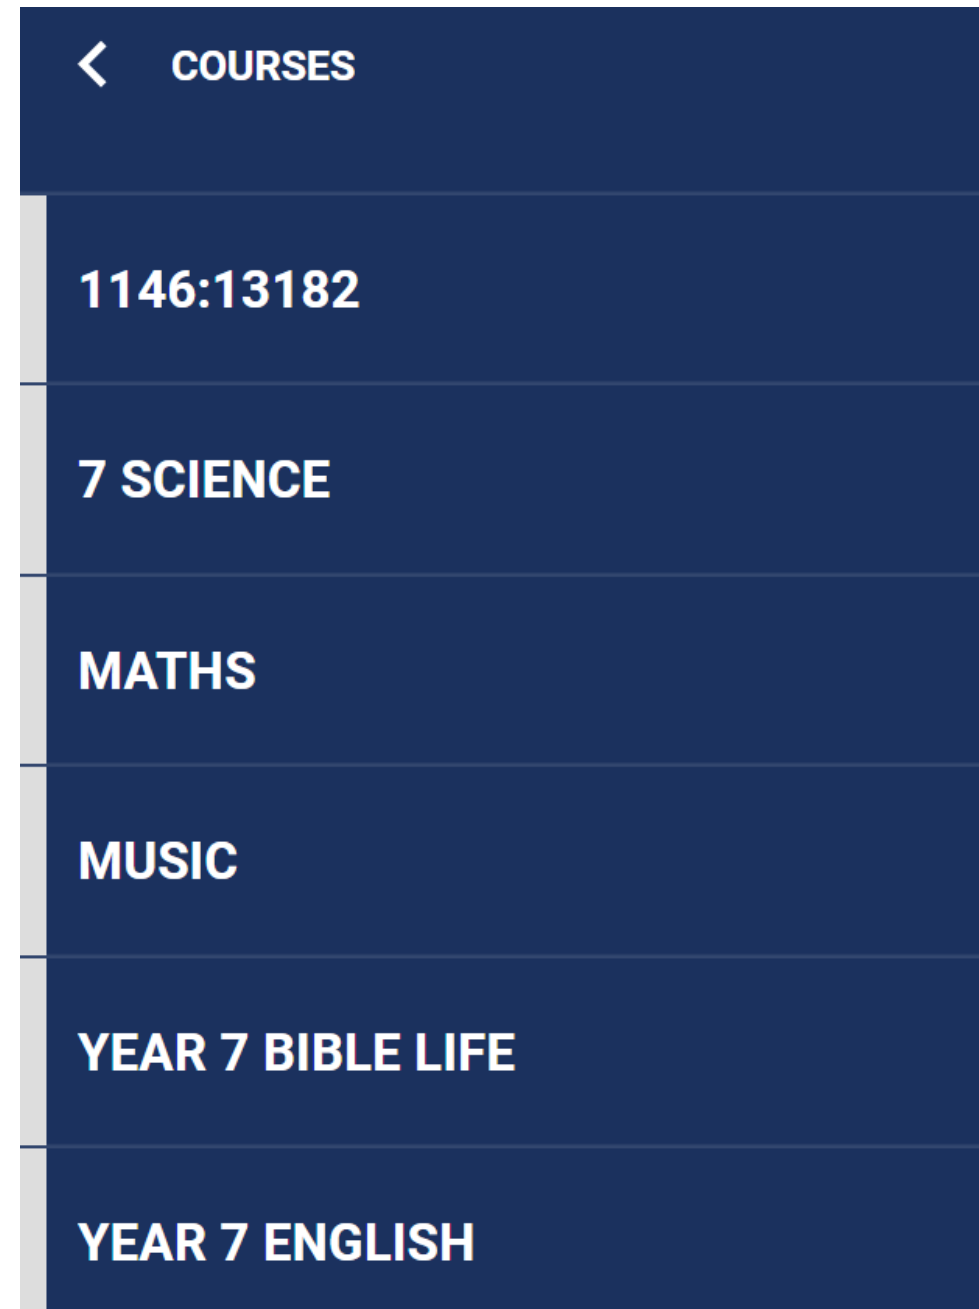 COURSES
1146:13182
7 SCIENCE
MATHS
MUSIC
YEAR 7 BIBLE LIFE
YEAR 7 ENGLISH